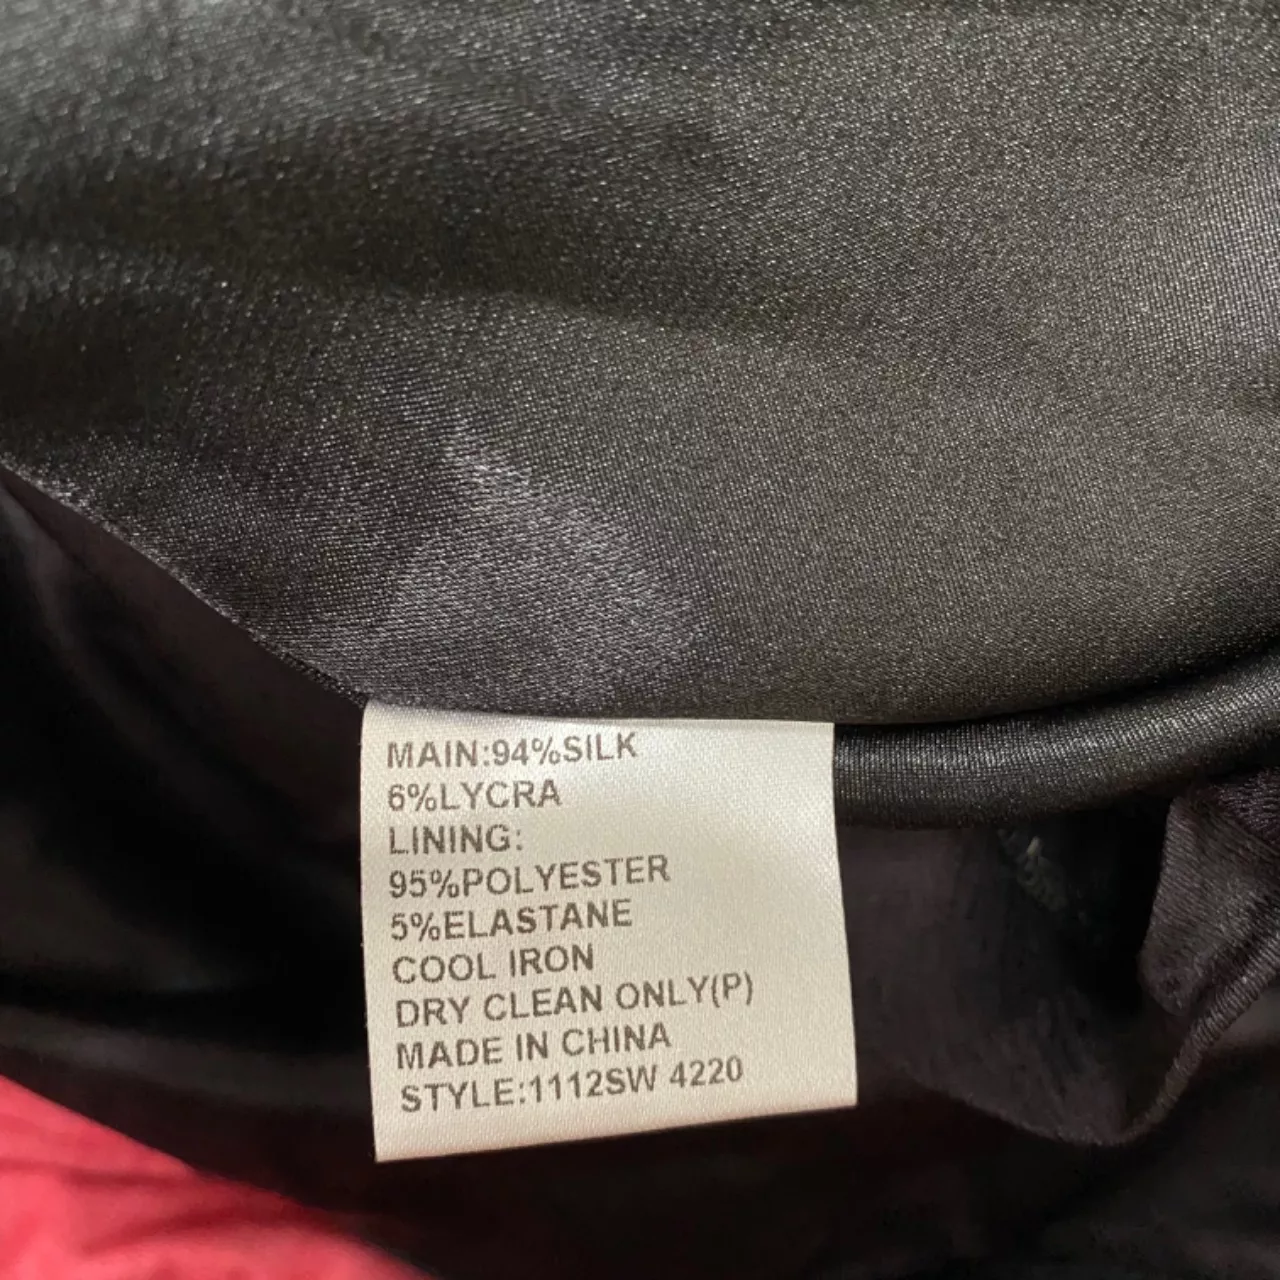 MAIN:94%SILK
6%LYCRA
LINING:
95%POLYESTER
5%ELASTANE
COOL IRON
DRY CLEAN ONLY(P)
MADE IN CHINA
STYLE:1112SW 4220